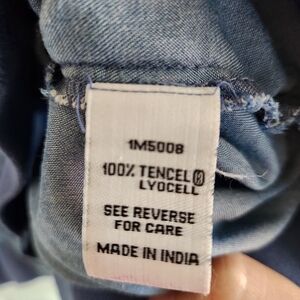 1M5008
100% TENCEL®
LYOCELL
SEE REVERSE
FOR CARE
MADE IN INDIA